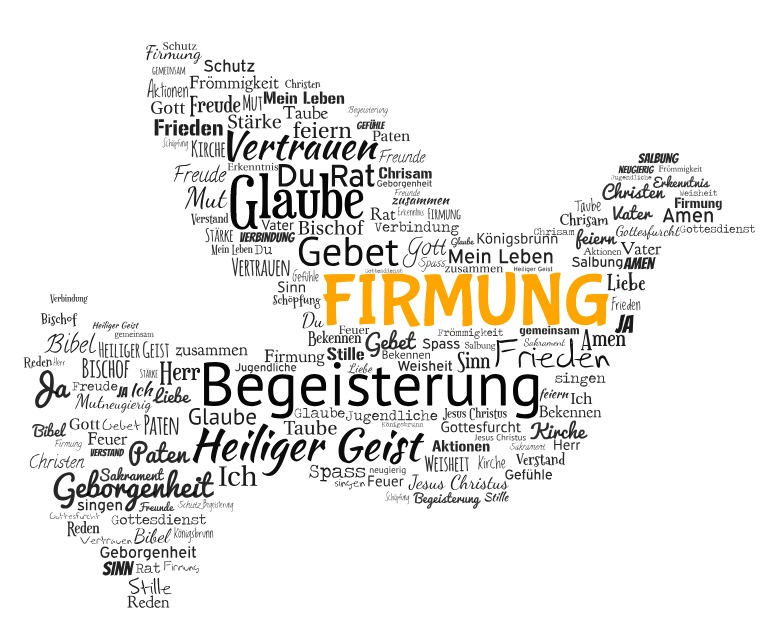 Schutz
Firmung
GEMEINSAM Schutz
Aktionen Frömmigkeit Christen
Gott Freude MUT Mein Leben
Taube Begeisterung
Frieden Stärke feiern GEFÜHLE
Paten
Schöpfung KIRCHE Vertrauen Freunde
Freude Erkenntnis Du Rat Chrisam
Geborgenheit
Mut Glaube Freunde zusammen
Verstand Rat Erkenntnis FIRMUNG
Vater Bischof Verbindung
STÄRKE VERBINDUNG
Mein Leben Du Gebet Gott Glaube Königsbrunn
Spass Mein Leben
VERTRAUEN Gottesdienst zusammen Heiliger Geist
Gefühle
Sinn
Schöpfung FIRMUNG
SALBUNG
NEUGIERIG Frömmigkeit
Jugendliche Erkenntnis
Christen Weisheit
Taube Firmung
Chrisam Vater Amen
Chrisam feiern Gottesfurcht Gottesdienst
Aktionen Vater
Salbung AMEN
Liebe
Frieden
JA
Verbindung
Bischof Heiliger Geist
gemeinsam
Bibel HEILIGER GEIST zusammen
Du Feuer
Bekennen Gebet Frömmigkeit gemeinsam
Spass Salbung Sakrament Amen
Firmung Stille Bekennen Sinn Frieden
Reden Herr BISCHOF STÄRKE Herr Jugendliche Liebe Weisheit singen
Ja Freude JA Ich Liebe Begeisterung feiern Ich
Mut neugierig Bekennen
Glaube Glaube Jugendliche Jesus Christus
Bibel Gott Gebet PATEN Taube Königsbrunn Gottesfurcht Kirche
Firmung Feuer Heiliger Geist Jesus Christus
VERSTAND Paten Aktionen Sakrament Herr
Christen Weisheit Kirche Verstand
Sakrament Ich Spass neugierig Gefühle
Geborgenheit singen Feuer Jesus Christus
singen Freunde Schutz Begeisterung Schöpfung Begeisterung Stille
Gottesfurcht Gottesdienst
Reden
Vertrauen Bibel Königsbrunn
Geborgenheit
SINN Rat Firmung
Stille
Reden